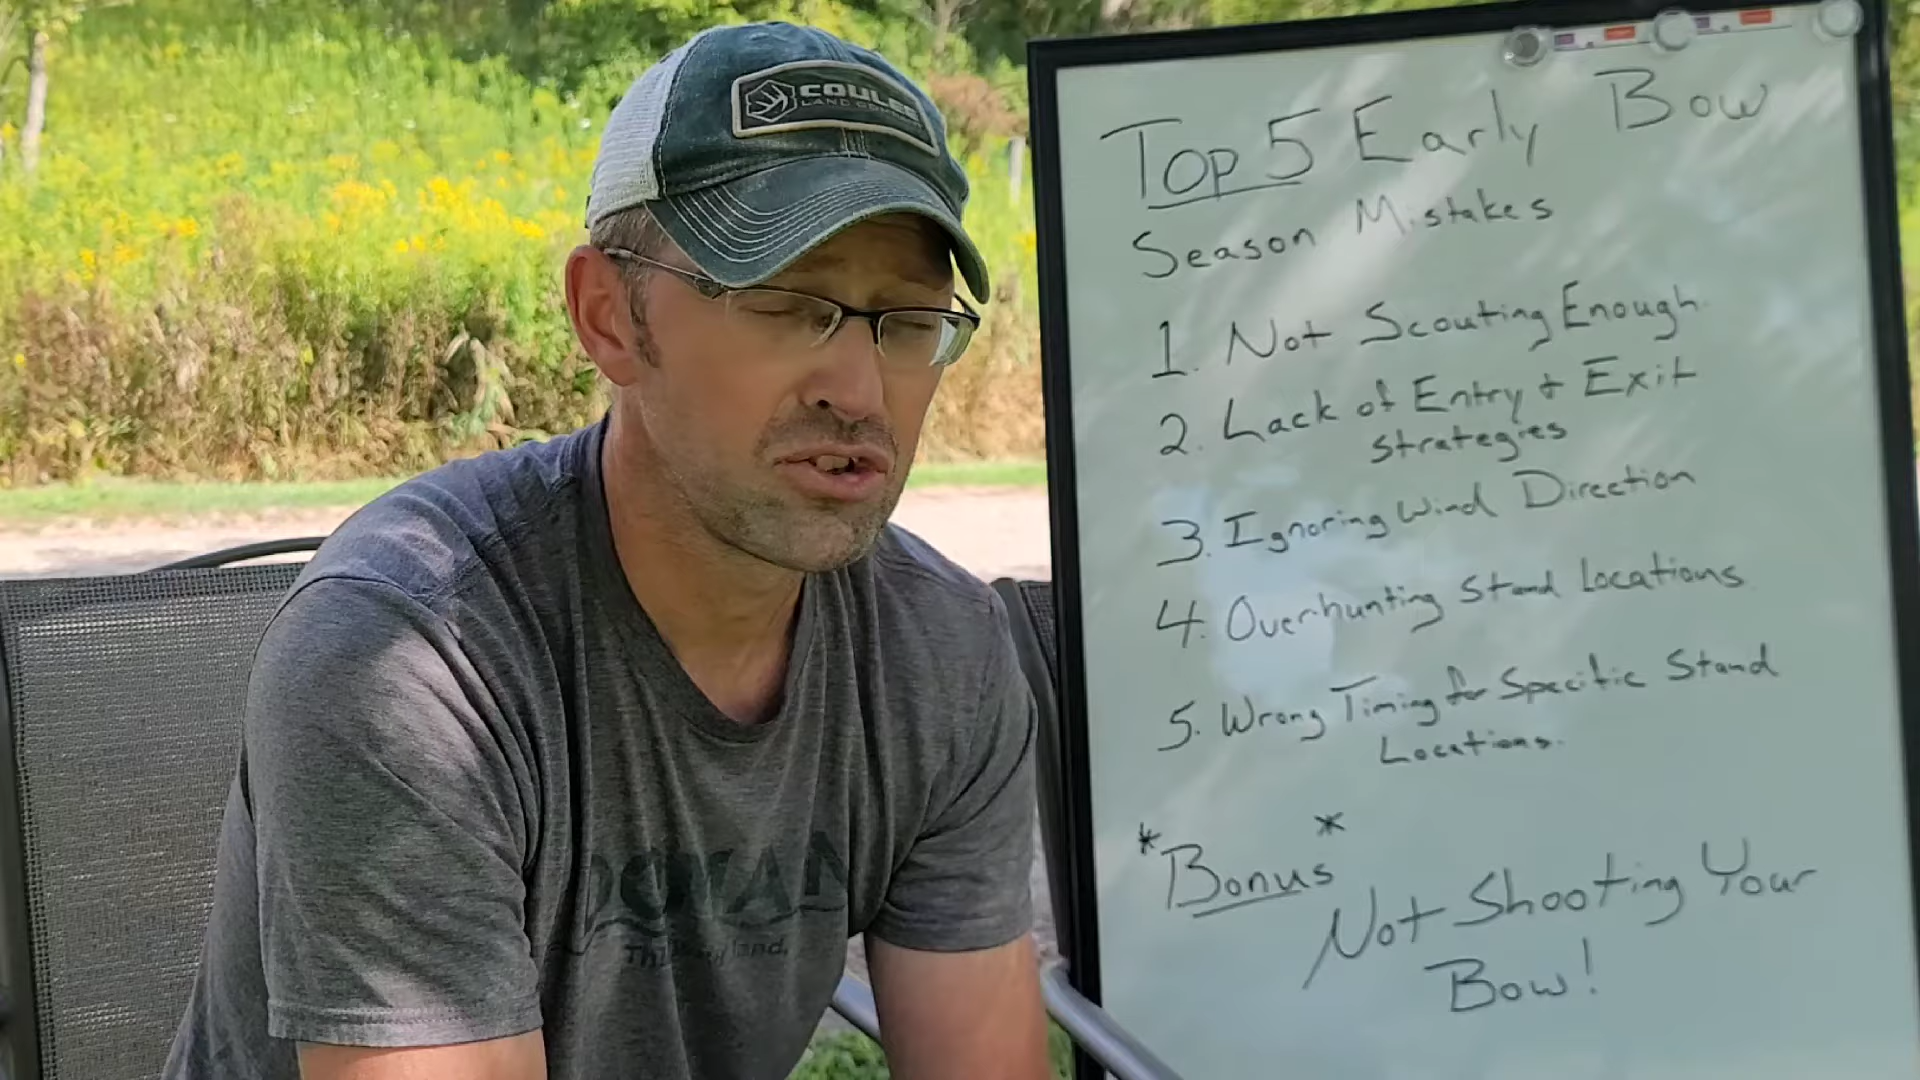 COULEE
LAND CO
Top 5 Early Bow
Season Mistakes
1. Not Scouting Enough
2. Lack of Entry + Exit
Strategies
3. Ignoring Wind Direction
4. Overhunting Stand Locations
5. Wrong Timing for Specific Stand
Locations.
*Bonus*
Not Shooting Your
Bow!
land.